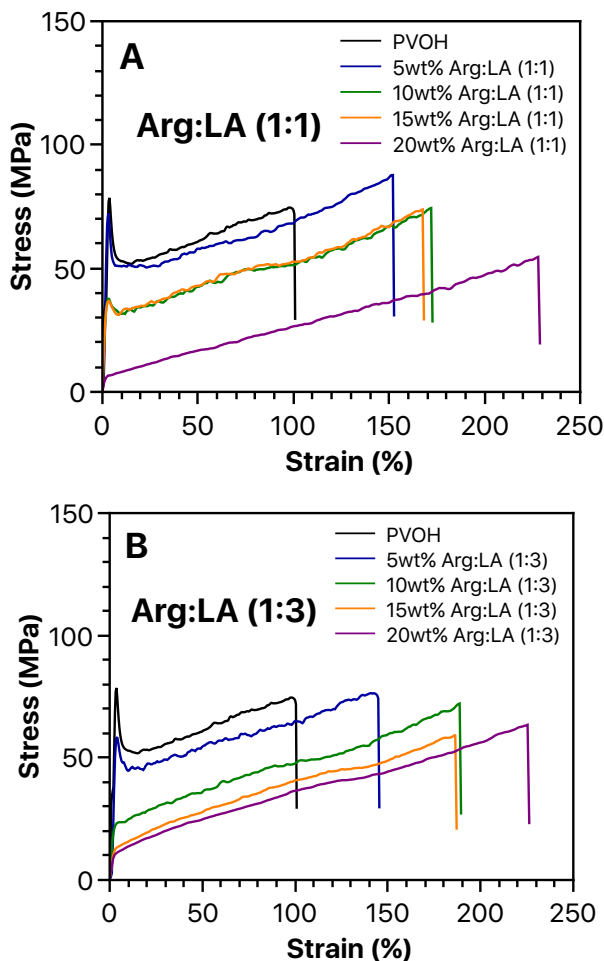 150
A
PVOH
5wt% Arg:LA (1:1)
10wt% Arg:LA (1:1)
15wt% Arg:LA (1:1)
20wt% Arg:LA (1:1)
Arg:LA (1:1)
100
50
0
Stress (MPa)
0 50 100 150 200 250
Strain (%)
150
B
PVOH
5wt% Arg:LA (1:3)
10wt% Arg:LA (1:3)
15wt% Arg:LA (1:3)
20wt% Arg:LA (1:3)
Arg:LA (1:3)
100
50
0
Stress (MPa)
0 50 100 150 200 250
Strain (%)